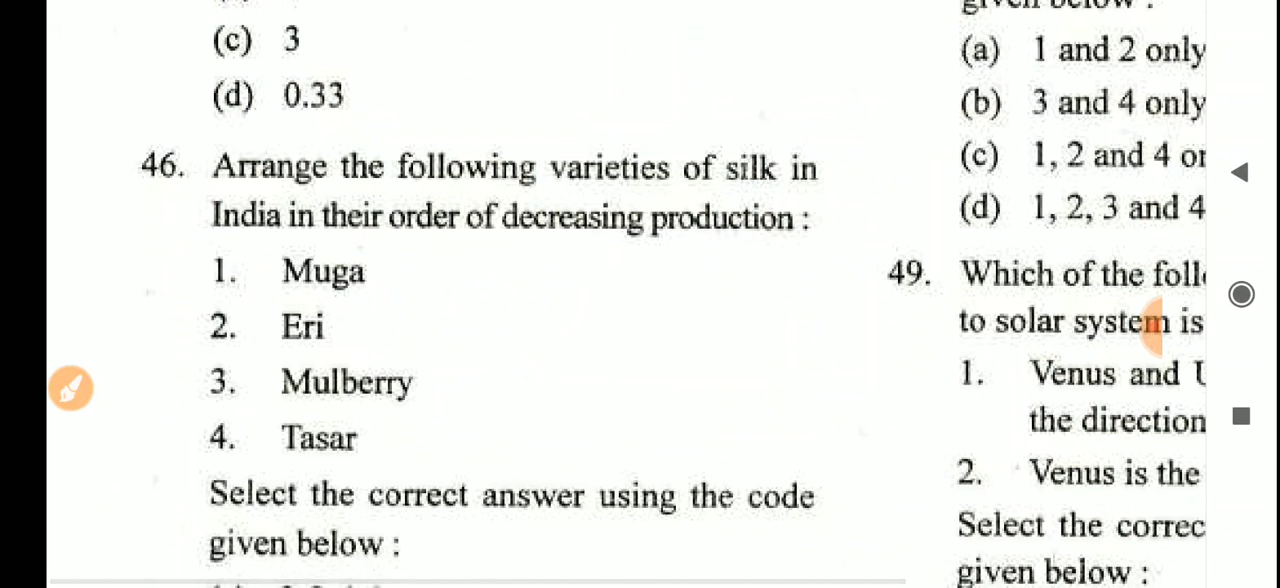 (c) 3
(d) 0.33
46. Arrange the following varieties of silk in
India in their order of decreasing production :
1. Muga
2. Eri
3. Mulberry
4. Tasar
Select the correct answer using the code
given below :
given below :
(a) 1 and 2 only
(b) 3 and 4 only
(c) 1, 2 and 4
(d) 1, 2, 3 and 4
49. Which of the
to solar system is
1. Venus and
the direction
2. Venus is the
Select the
given below :